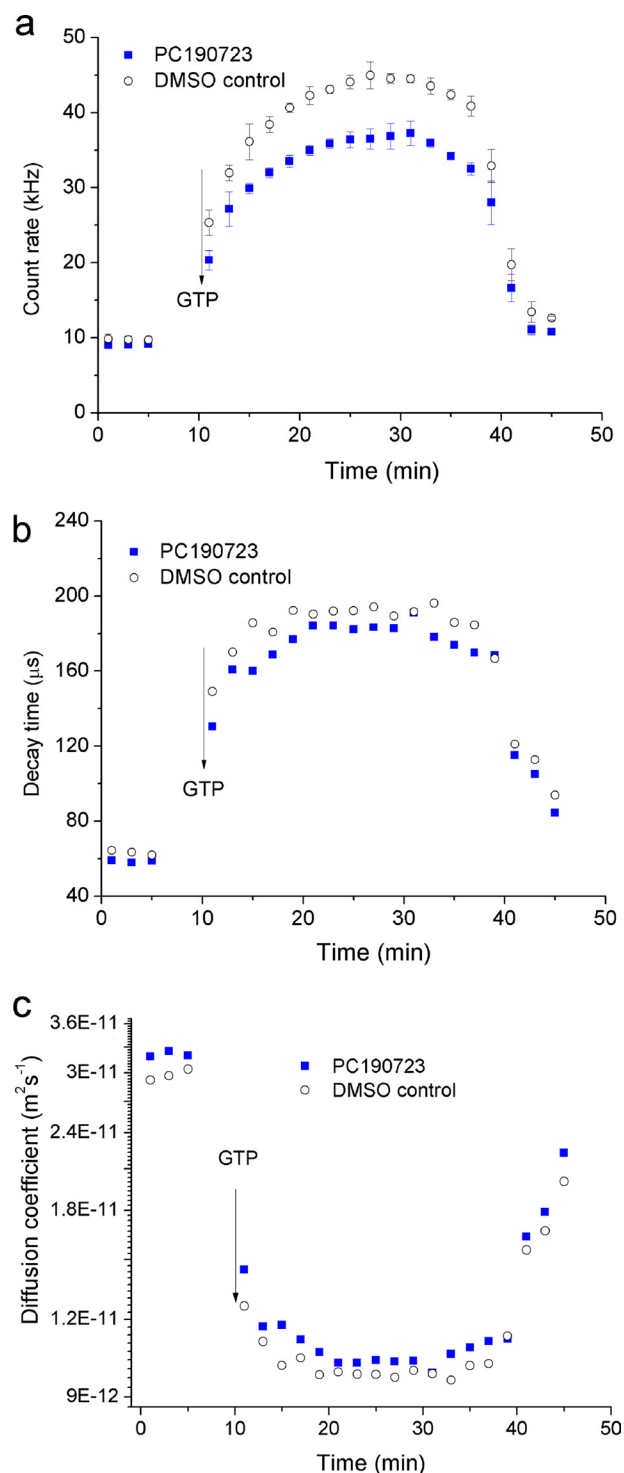 a
50
PC190723
DMSO control
40
30
20
10
0
Count rate (kHz)
GTP
0 10 20 30 40 50
Time (min)
b
240
PC190723
DMSO control
200
160
120
80
40
Decay time (μs)
GTP
0 10 20 30 40 50
Time (min)
c
3.6E-11
3E-11
2.4E-11
1.8E-11
1.2E-11
9E-12
Diffusion coefficient (m²s⁻¹)
PC190723
DMSO control
GTP
0 10 20 30 40 50
Time (min)